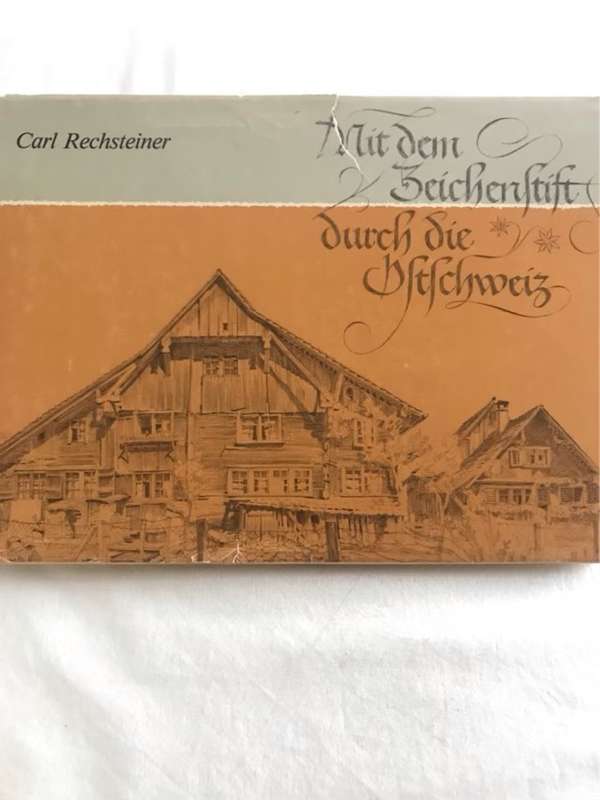 Carl Rechsteiner
Mit dem
Zeichenstift
durch die
Ostschweiz